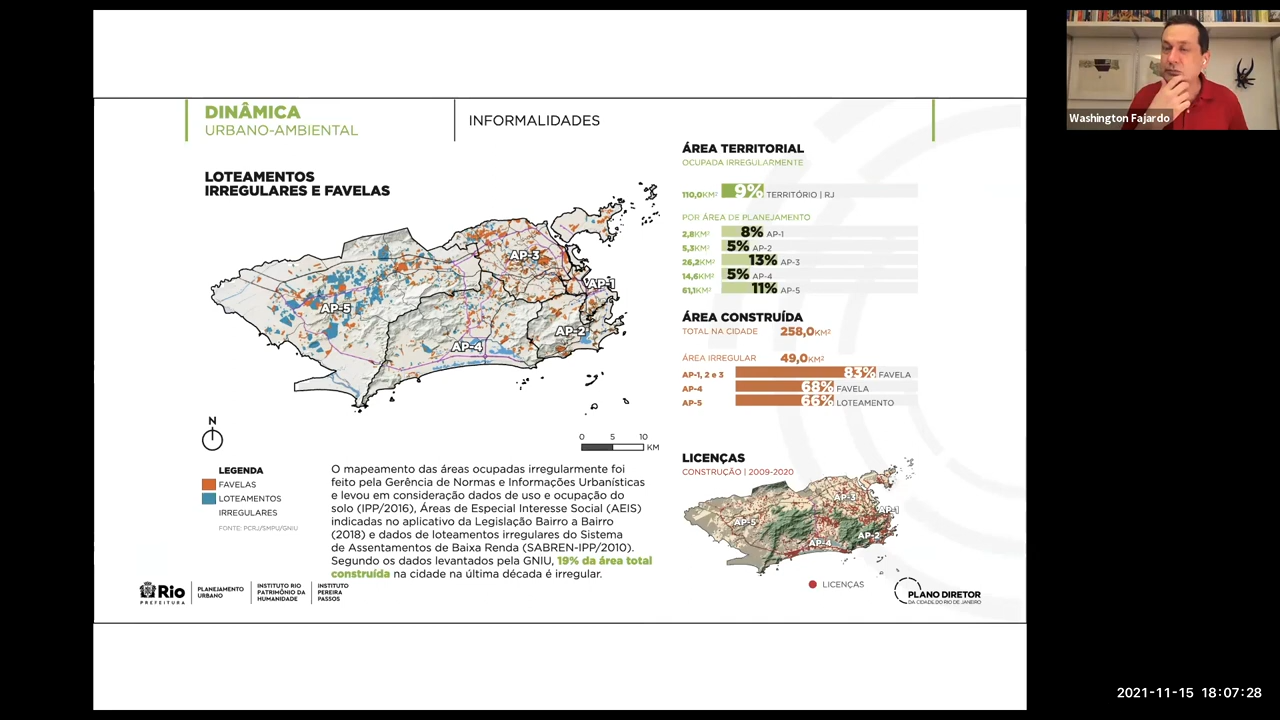 DINÂMICA
URBANO-AMBIENTAL
INFORMALIDADES
LOTEAMENTOS
IRREGULARES E FAVELAS
AP-3
AP-1
AP-5
AP-2
AP-4
N
0 5 10
KM
LEGENDA
FAVELAS
LOTEAMENTOS
IRREGULARES
FONTE: PCRJ/SMPU/GNIU
O mapeamento das áreas ocupadas irregularmente foi
feito pela Gerência de Normas e Informações Urbanísticas
e levou em consideração dados de uso e ocupação do
solo (IPP/2016), Áreas de Especial Interesse Social (AEIS)
indicadas no aplicativo da Legislação Bairro a Bairro
(2018) e dados de loteamentos irregulares do Sistema
de Assentamentos de Baixa Renda (SABREN-IPP/2010).
Segundo os dados levantados pela GNIU, 19% da área total
construída na cidade na última década é irregular.
ÁREA TERRITORIAL
OCUPADA IRREGULARMENTE
110,0KM² 9% TERRITÓRIO | RJ
POR ÁREA DE PLANEJAMENTO
2,8KM² 8% AP-1
5,3KM² 5% AP-2
26,2KM² 13% AP-3
14,6KM² 5% AP-4
61,1KM² 11% AP-5
ÁREA CONSTRUÍDA
TOTAL NA CIDADE 258,0KM²
ÁREA IRREGULAR 49,0KM²
AP-1, 2 e 3 83% FAVELA
AP-4 68% FAVELA
AP-5 66% LOTEAMENTO
LICENÇAS
CONSTRUÇÃO | 2009-2020
AP-3
AP-1
AP-5
AP-2
AP-4
LICENÇAS
Rio
PREFEITURA
PLANEJAMENTO
URBANO
INSTITUTO RIO
PATRIMÔNIO DA
HUMANIDADE
INSTITUTO
PEREIRA
PASSOS
PLANO DIRETOR
DA CIDADE DO RIO DE JANEIRO
Washington Fajardo
2021-11-15 18:07:28